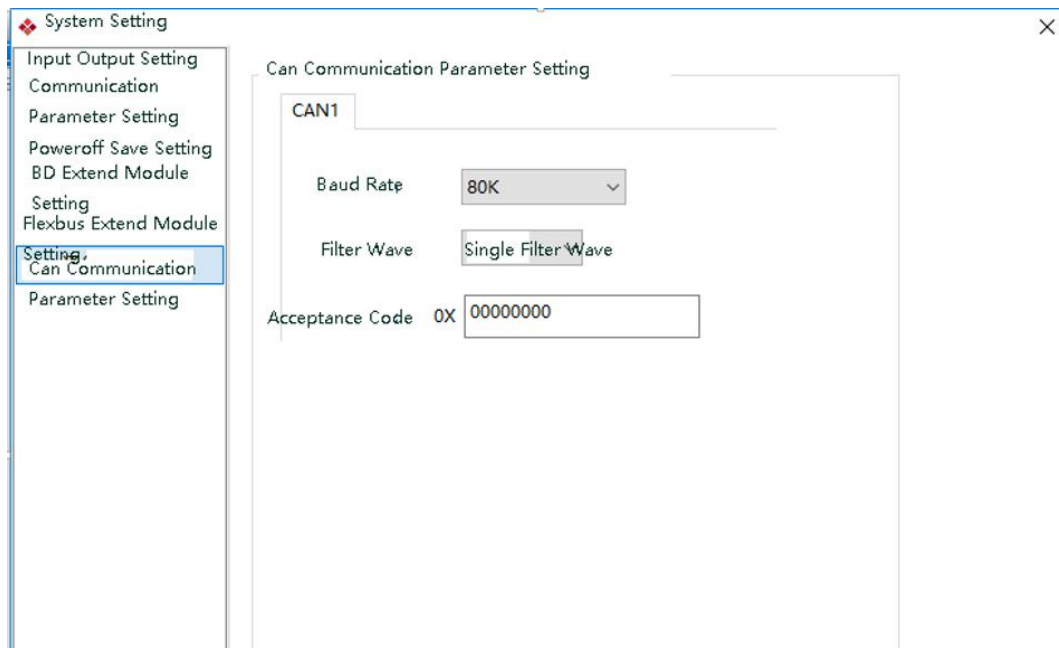 System Setting
Input Output Setting
Communication
Parameter Setting
Poweroff Save Setting
BD Extend Module
Setting
Flexbus Extend Module
Setting
Can Communication
Parameter Setting
Can Communication Parameter Setting
CAN1
Baud Rate 80K
Filter Wave Single Filter Wave
Acceptance Code 0X 00000000